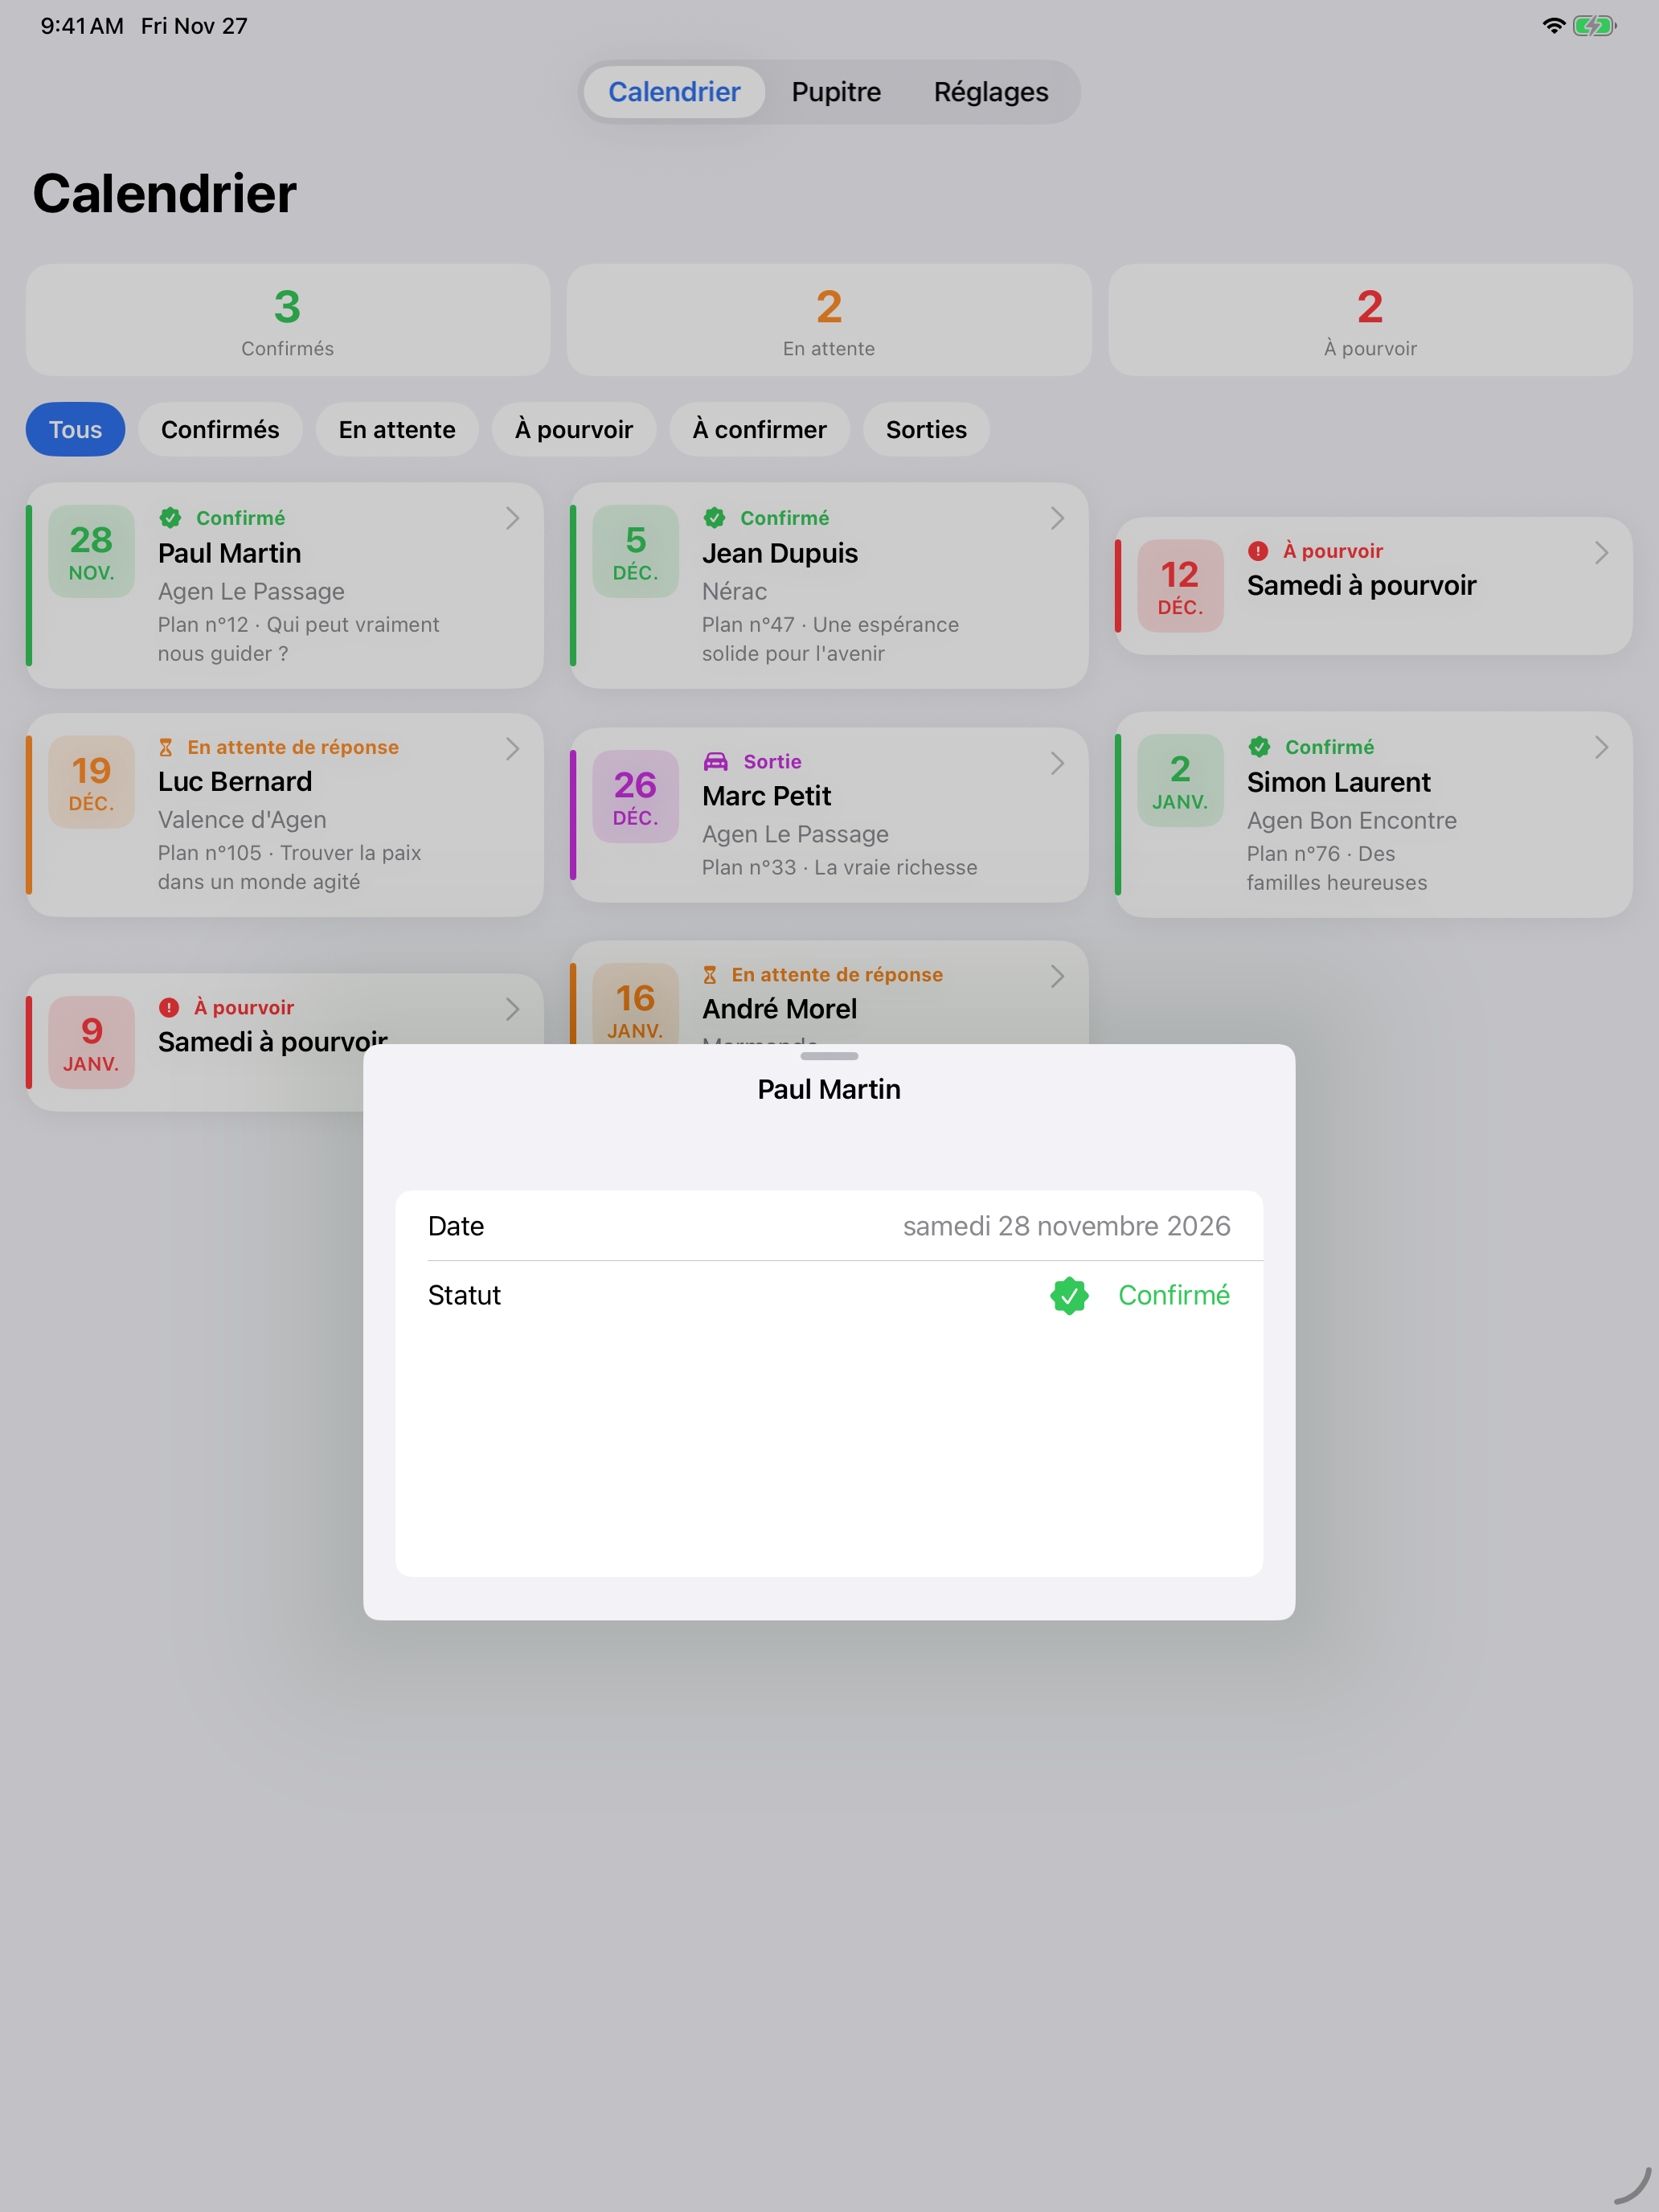 9:41 AM Fri Nov 27
Calendrier Pupitre Réglages
Calendrier
3
Confirmés
2
En attente
2
À pourvoir
Tous Confirmés En attente À pourvoir À confirmer Sorties
28
NOV.
Confirmé
Paul Martin
Agen Le Passage
Plan n°12 · Qui peut vraiment
nous guider ?
5
DÉC.
Confirmé
Jean Dupuis
Nérac
Plan n°47 · Une espérance
solide pour l'avenir
12
DÉC.
À pourvoir
Samedi à pourvoir
19
DÉC.
En attente de réponse
Luc Bernard
Valence d'Agen
Plan n°105 · Trouver la paix
dans un monde agité
26
DÉC.
Sortie
Marc Petit
Agen Le Passage
Plan n°33 · La vraie richesse
2
JANV.
Confirmé
Simon Laurent
Agen Bon Encontre
Plan n°76 · Des
familles heureuses
9
JANV.
À pourvoir
Samedi à pourvoir
16
JANV.
En attente de réponse
André Morel
Paul Martin
Date samedi 28 novembre 2026
Statut Confirmé